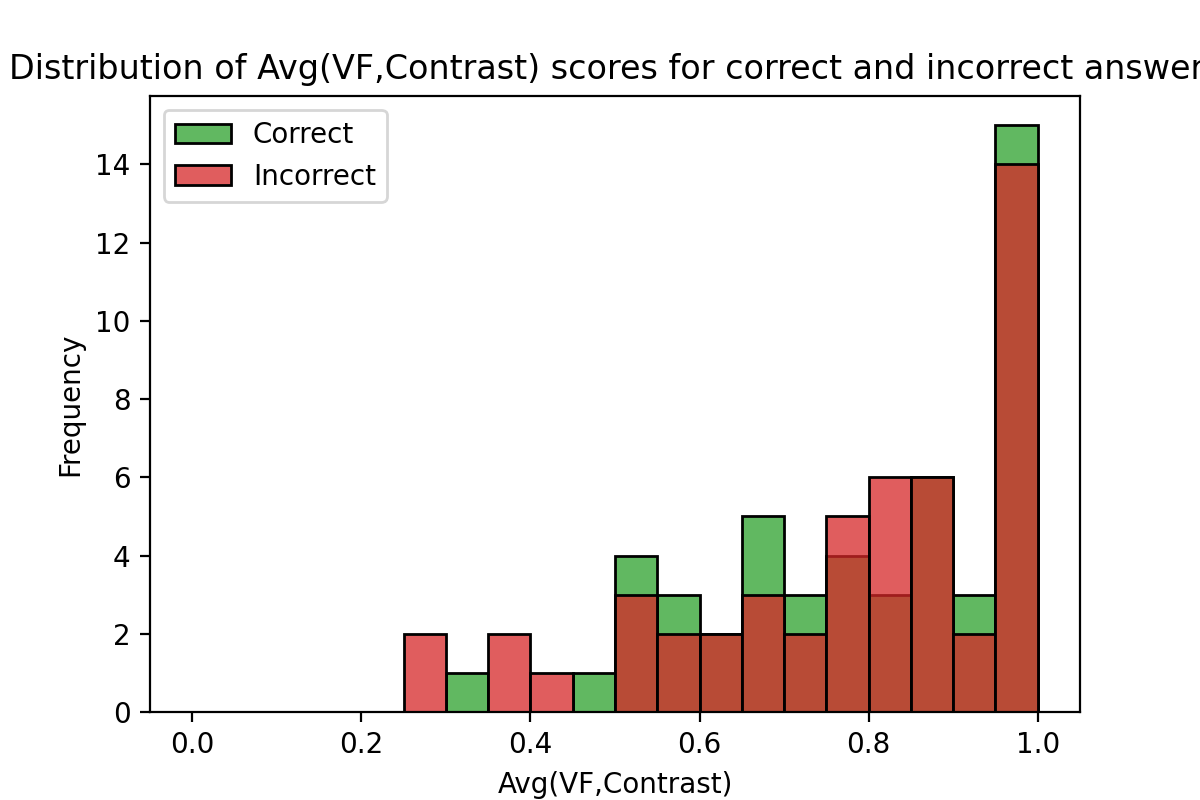 Distribution of Avg(VF,Contrast) scores for correct and incorrect answer
Correct
Incorrect
14
12
10
8
6
4
2
0
Frequency
0.0 0.2 0.4 0.6 0.8 1.0
Avg(VF,Contrast)